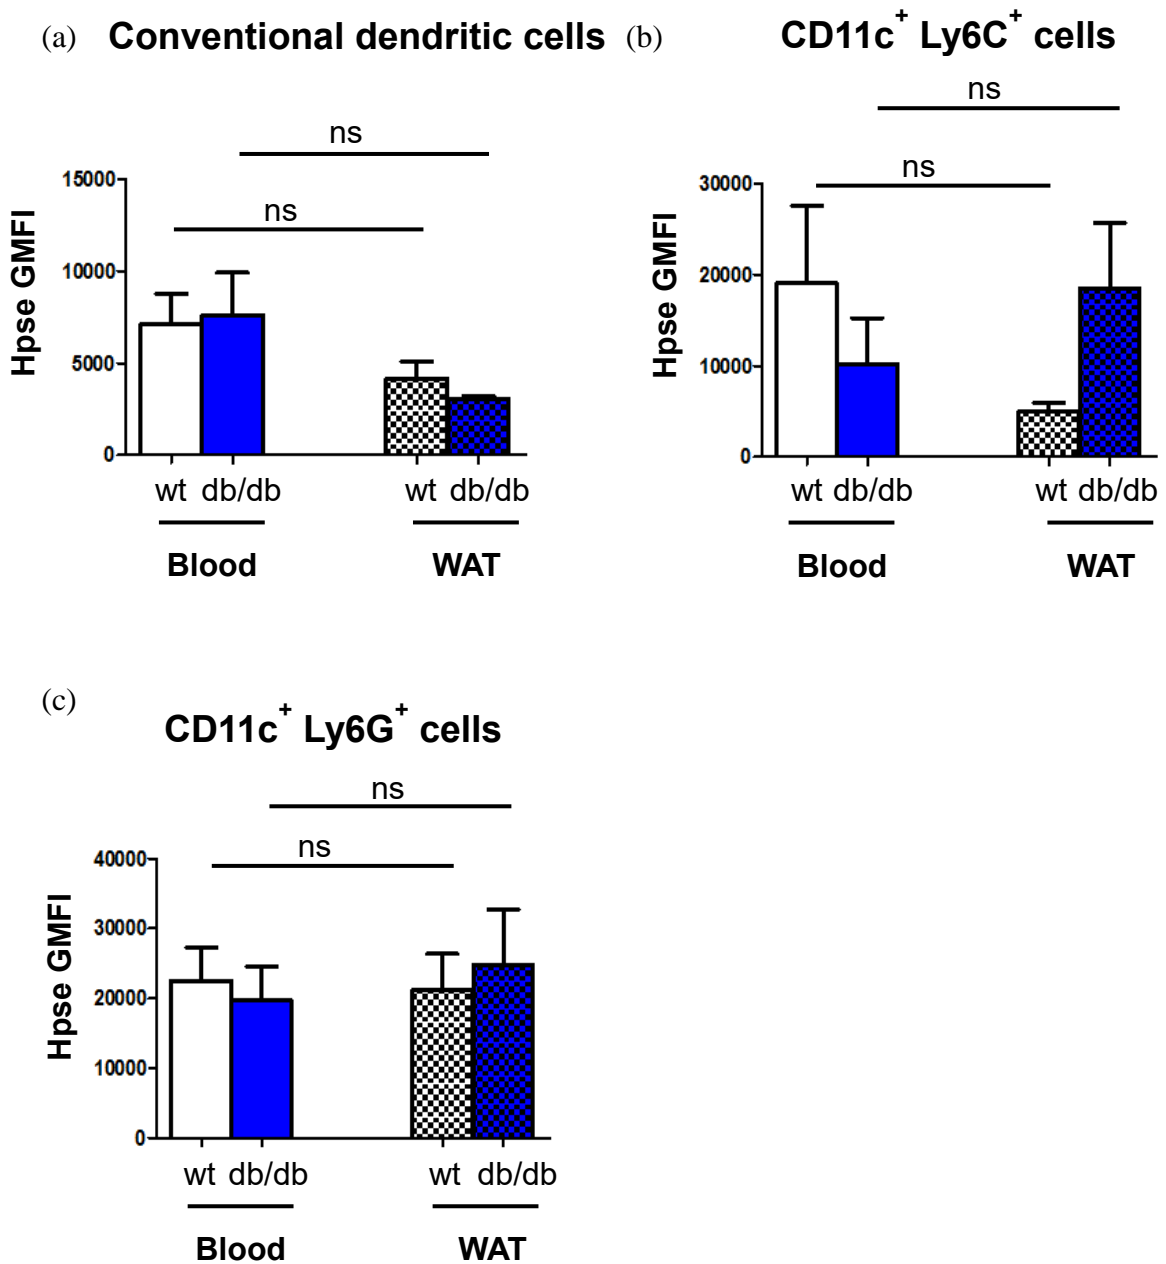 (a) Conventional dendritic cells
ns
ns
15000
10000
5000
0
Hpse GMFI
wt db/db wt db/db
Blood WAT
(b) CD11c+ Ly6C+ cells
ns
ns
30000
20000
10000
0
Hpse GMFI
wt db/db wt db/db
Blood WAT
(c)
CD11c+ Ly6G+ cells
ns
ns
40000
30000
20000
10000
0
Hpse GMFI
wt db/db wt db/db
Blood WAT